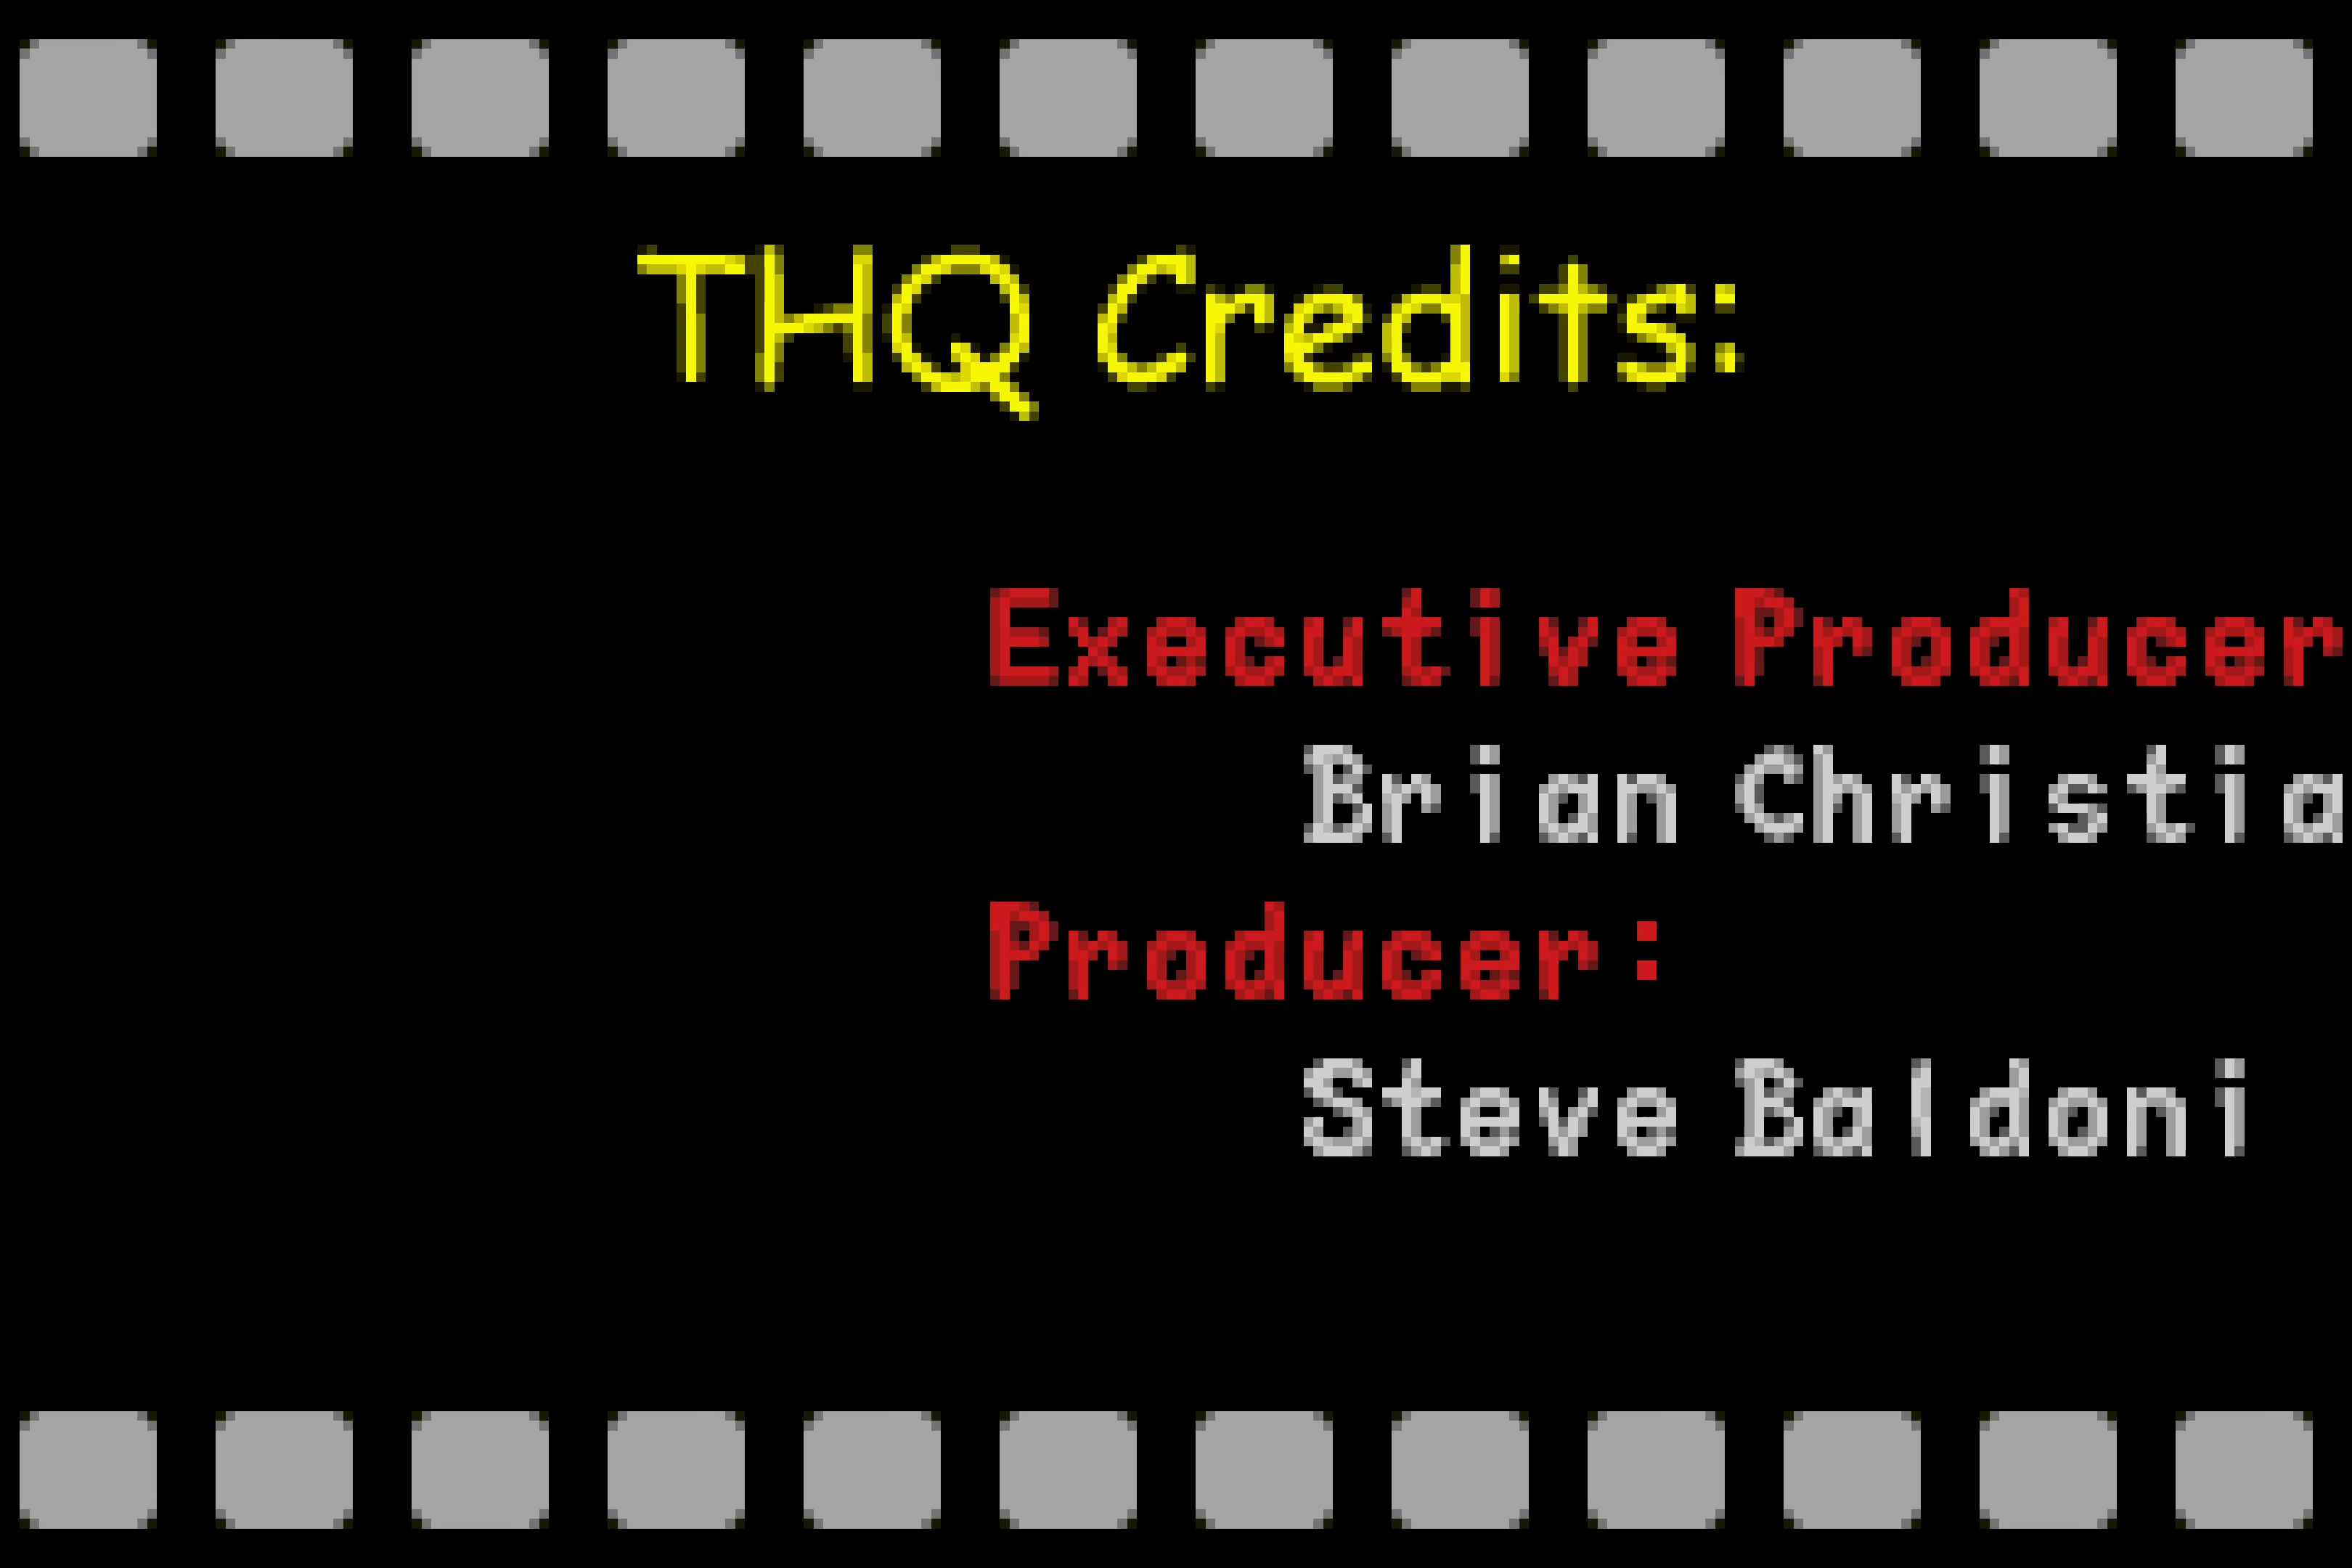 THQ Credits:
Executive Producer
Brian Christia
Producer:
Steve Baldoni